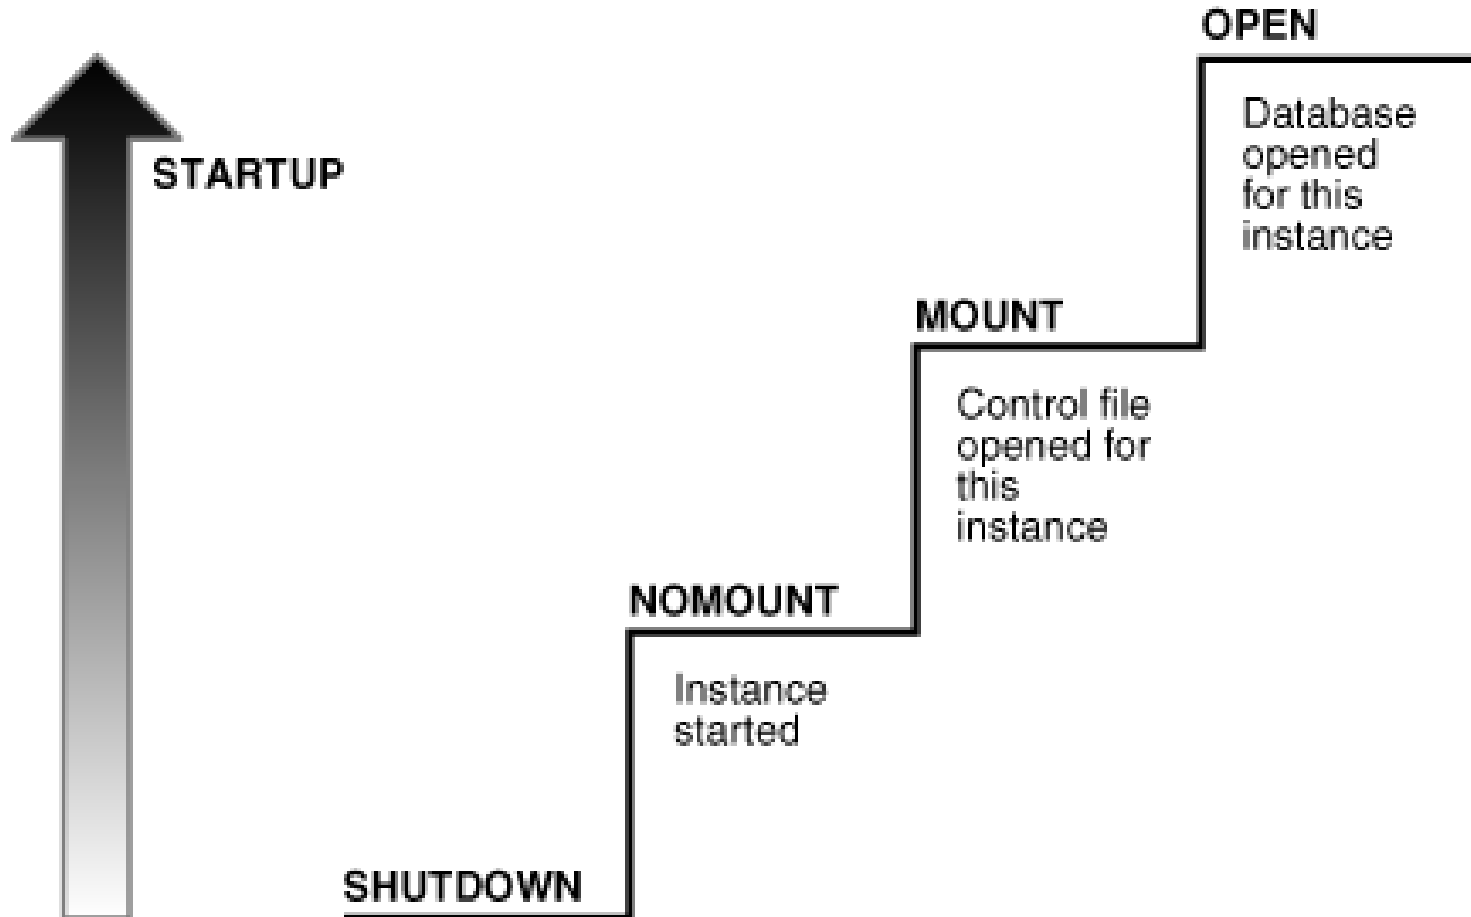 OPEN
Database
opened
for this
instance
STARTUP
MOUNT
Control file
opened for
this
instance
NOMOUNT
Instance
started
SHUTDOWN